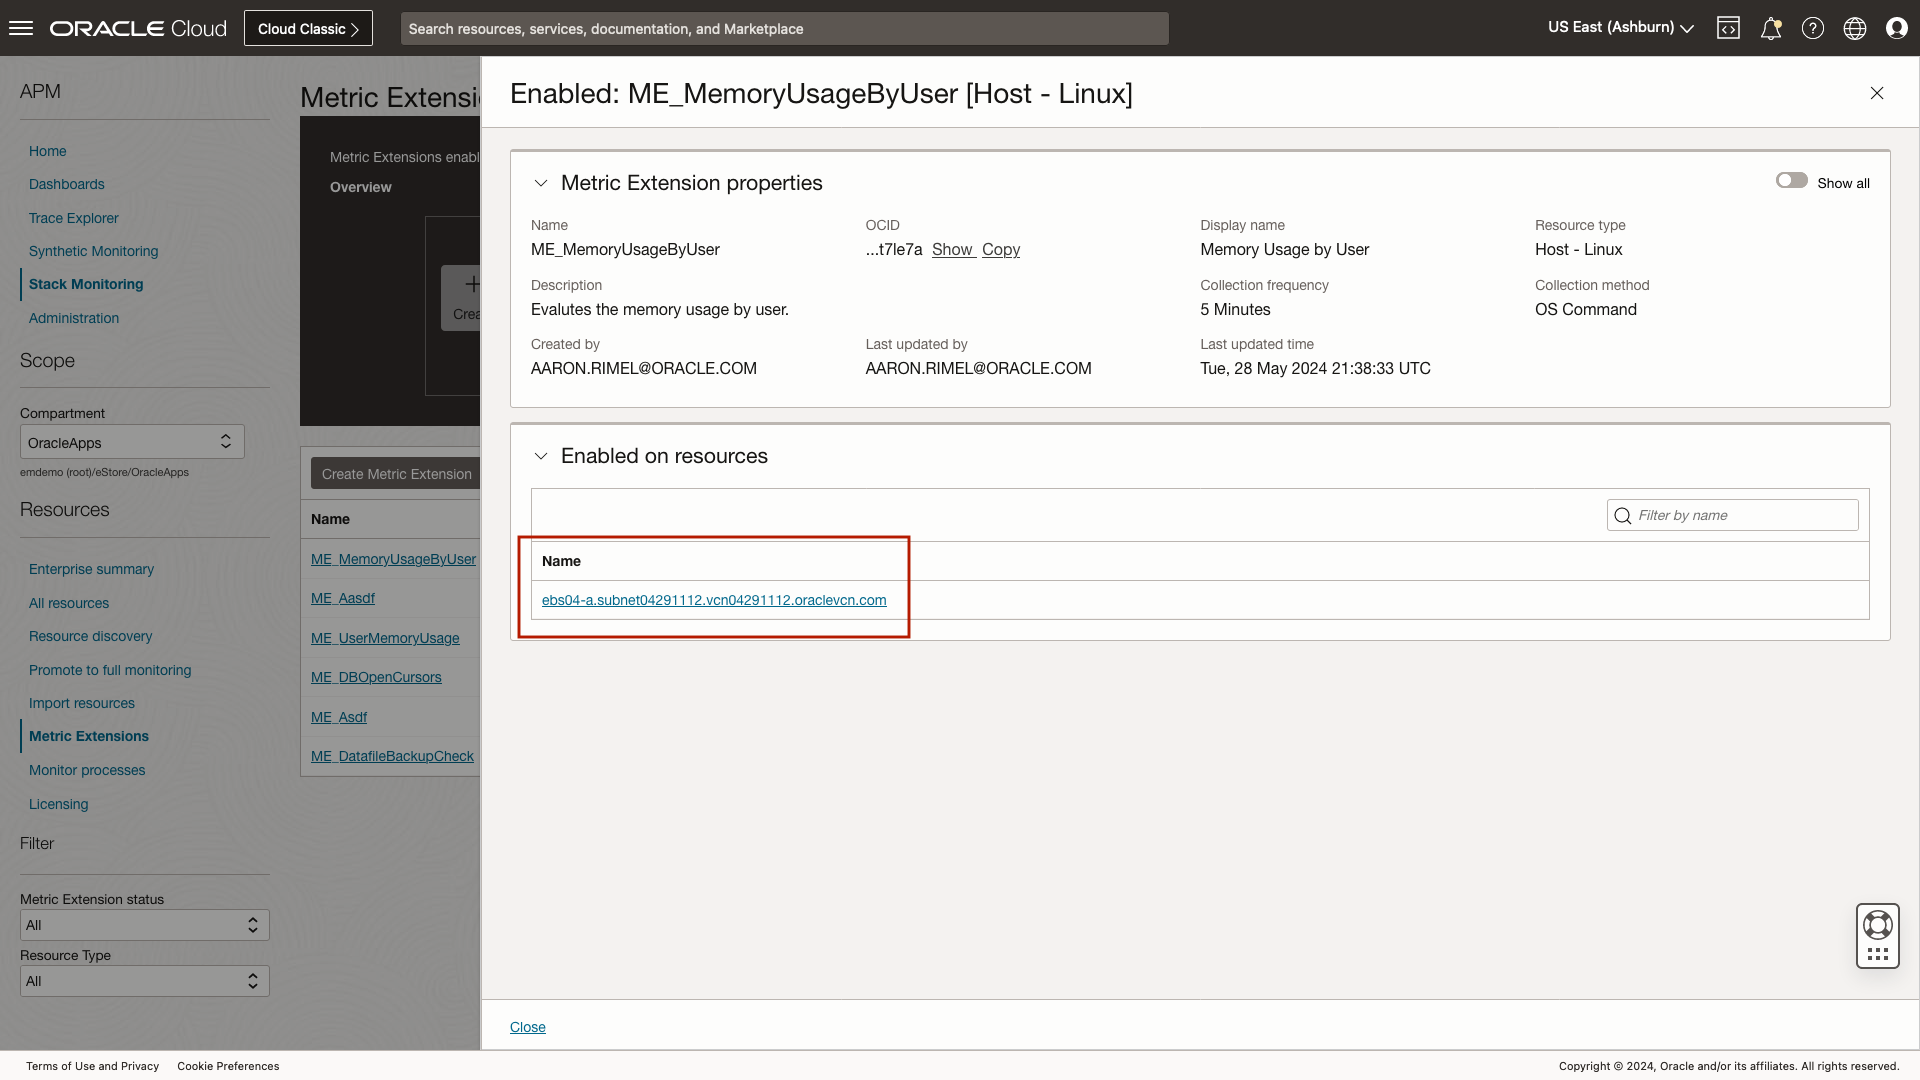 ORACLE Cloud
Cloud Classic
Search resources, services, documentation, and Marketplace
US East (Ashburn)
APM
Home
Dashboards
Trace Explorer
Synthetic Monitoring
Stack Monitoring
Administration
Scope
Compartment
OracleApps
emdemo (root)/eStore/OracleApps
Resources
Enterprise summary
All resources
Resource discovery
Promote to full monitoring
Import resources
Metric Extensions
Monitor processes
Licensing
Filter
Metric Extension status
All
Resource Type
All
Metric Extensi
Metric Extensions enabl
Overview
Crea
Create Metric Extension
Name
ME_MemoryUsageByUser
ME_Aasdf
ME_UserMemoryUsage
ME_DBOpenCursors
ME_Asdf
ME_DatafileBackupCheck
Enabled: ME_MemoryUsageByUser [Host - Linux]
Metric Extension properties
Show all
Name
ME_MemoryUsageByUser
OCID
...t7le7a Show Copy
Display name
Memory Usage by User
Resource type
Host - Linux
Description
Evalutes the memory usage by user.
Collection frequency
5 Minutes
Collection method
OS Command
Created by
AARON.RIMEL@ORACLE.COM
Last updated by
AARON.RIMEL@ORACLE.COM
Last updated time
Tue, 28 May 2024 21:38:33 UTC
Enabled on resources
Filter by name
Name
ebs04-a.subnet04291112.vcn04291112.oraclevcn.com
Close
Terms of Use and Privacy
Cookie Preferences
Copyright © 2024, Oracle and/or its affiliates. All rights reserved.